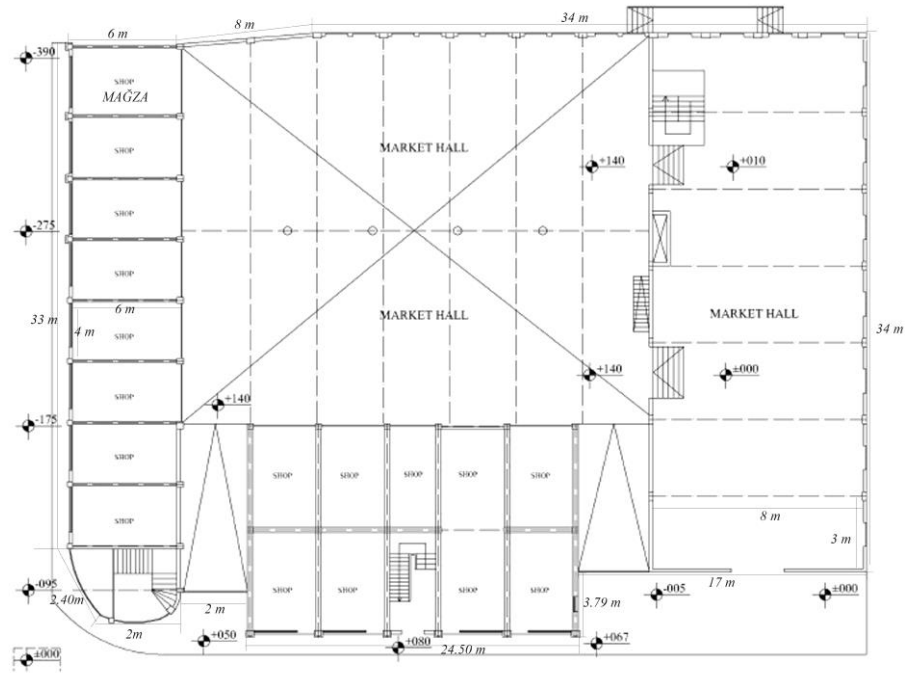 8 m
34 m
6 m
-390
SHOP
MAĞZA
SHOP
MARKET HALL
+140
+010
SHOP
-275
SHOP
6 m
33 m
4 m
SHOP
MARKET HALL
MARKET HALL
34 m
SHOP
+140
±000
+140
-175
SHOP
SHOP
SHOP
SHOP
SHOP
SHOP
SHOP
8 m
3 m
17 m
-095
2.40m
2 m
SHOP
SHOP
SHOP
SHOP
3.79 m
-005
±000
2m
+050
+080
+067
24.50 m
±000